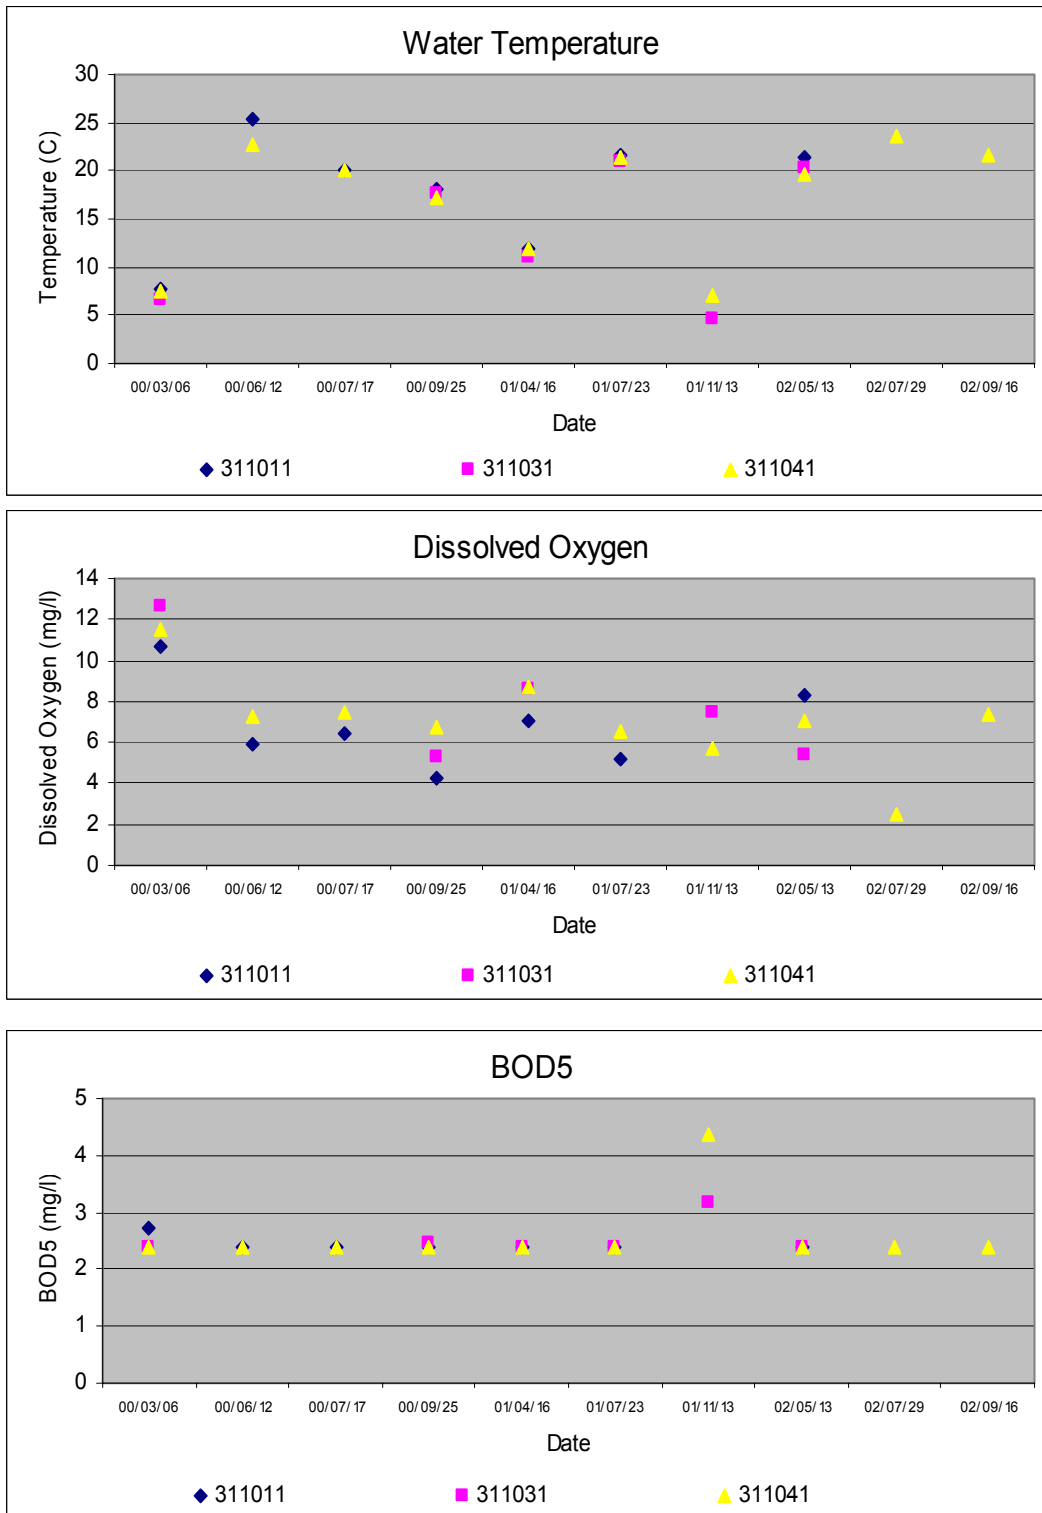 Water Temperature
30
25
20
15
10
5
0
Temperature (C)
00/03/06 00/06/12 00/07/17 00/09/25 01/04/16 01/07/23 01/11/13 02/05/13 02/07/29 02/09/16
Date
311011 311031 311041
Dissolved Oxygen
14
12
10
8
6
4
2
0
Dissolved Oxygen (mg/l)
00/03/06 00/06/12 00/07/17 00/09/25 01/04/16 01/07/23 01/11/13 02/05/13 02/07/29 02/09/16
Date
311011 311031 311041
BOD5
5
4
3
2
1
0
BOD5 (mg/l)
00/03/06 00/06/12 00/07/17 00/09/25 01/04/16 01/07/23 01/11/13 02/05/13 02/07/29 02/09/16
Date
311011 311031 311041